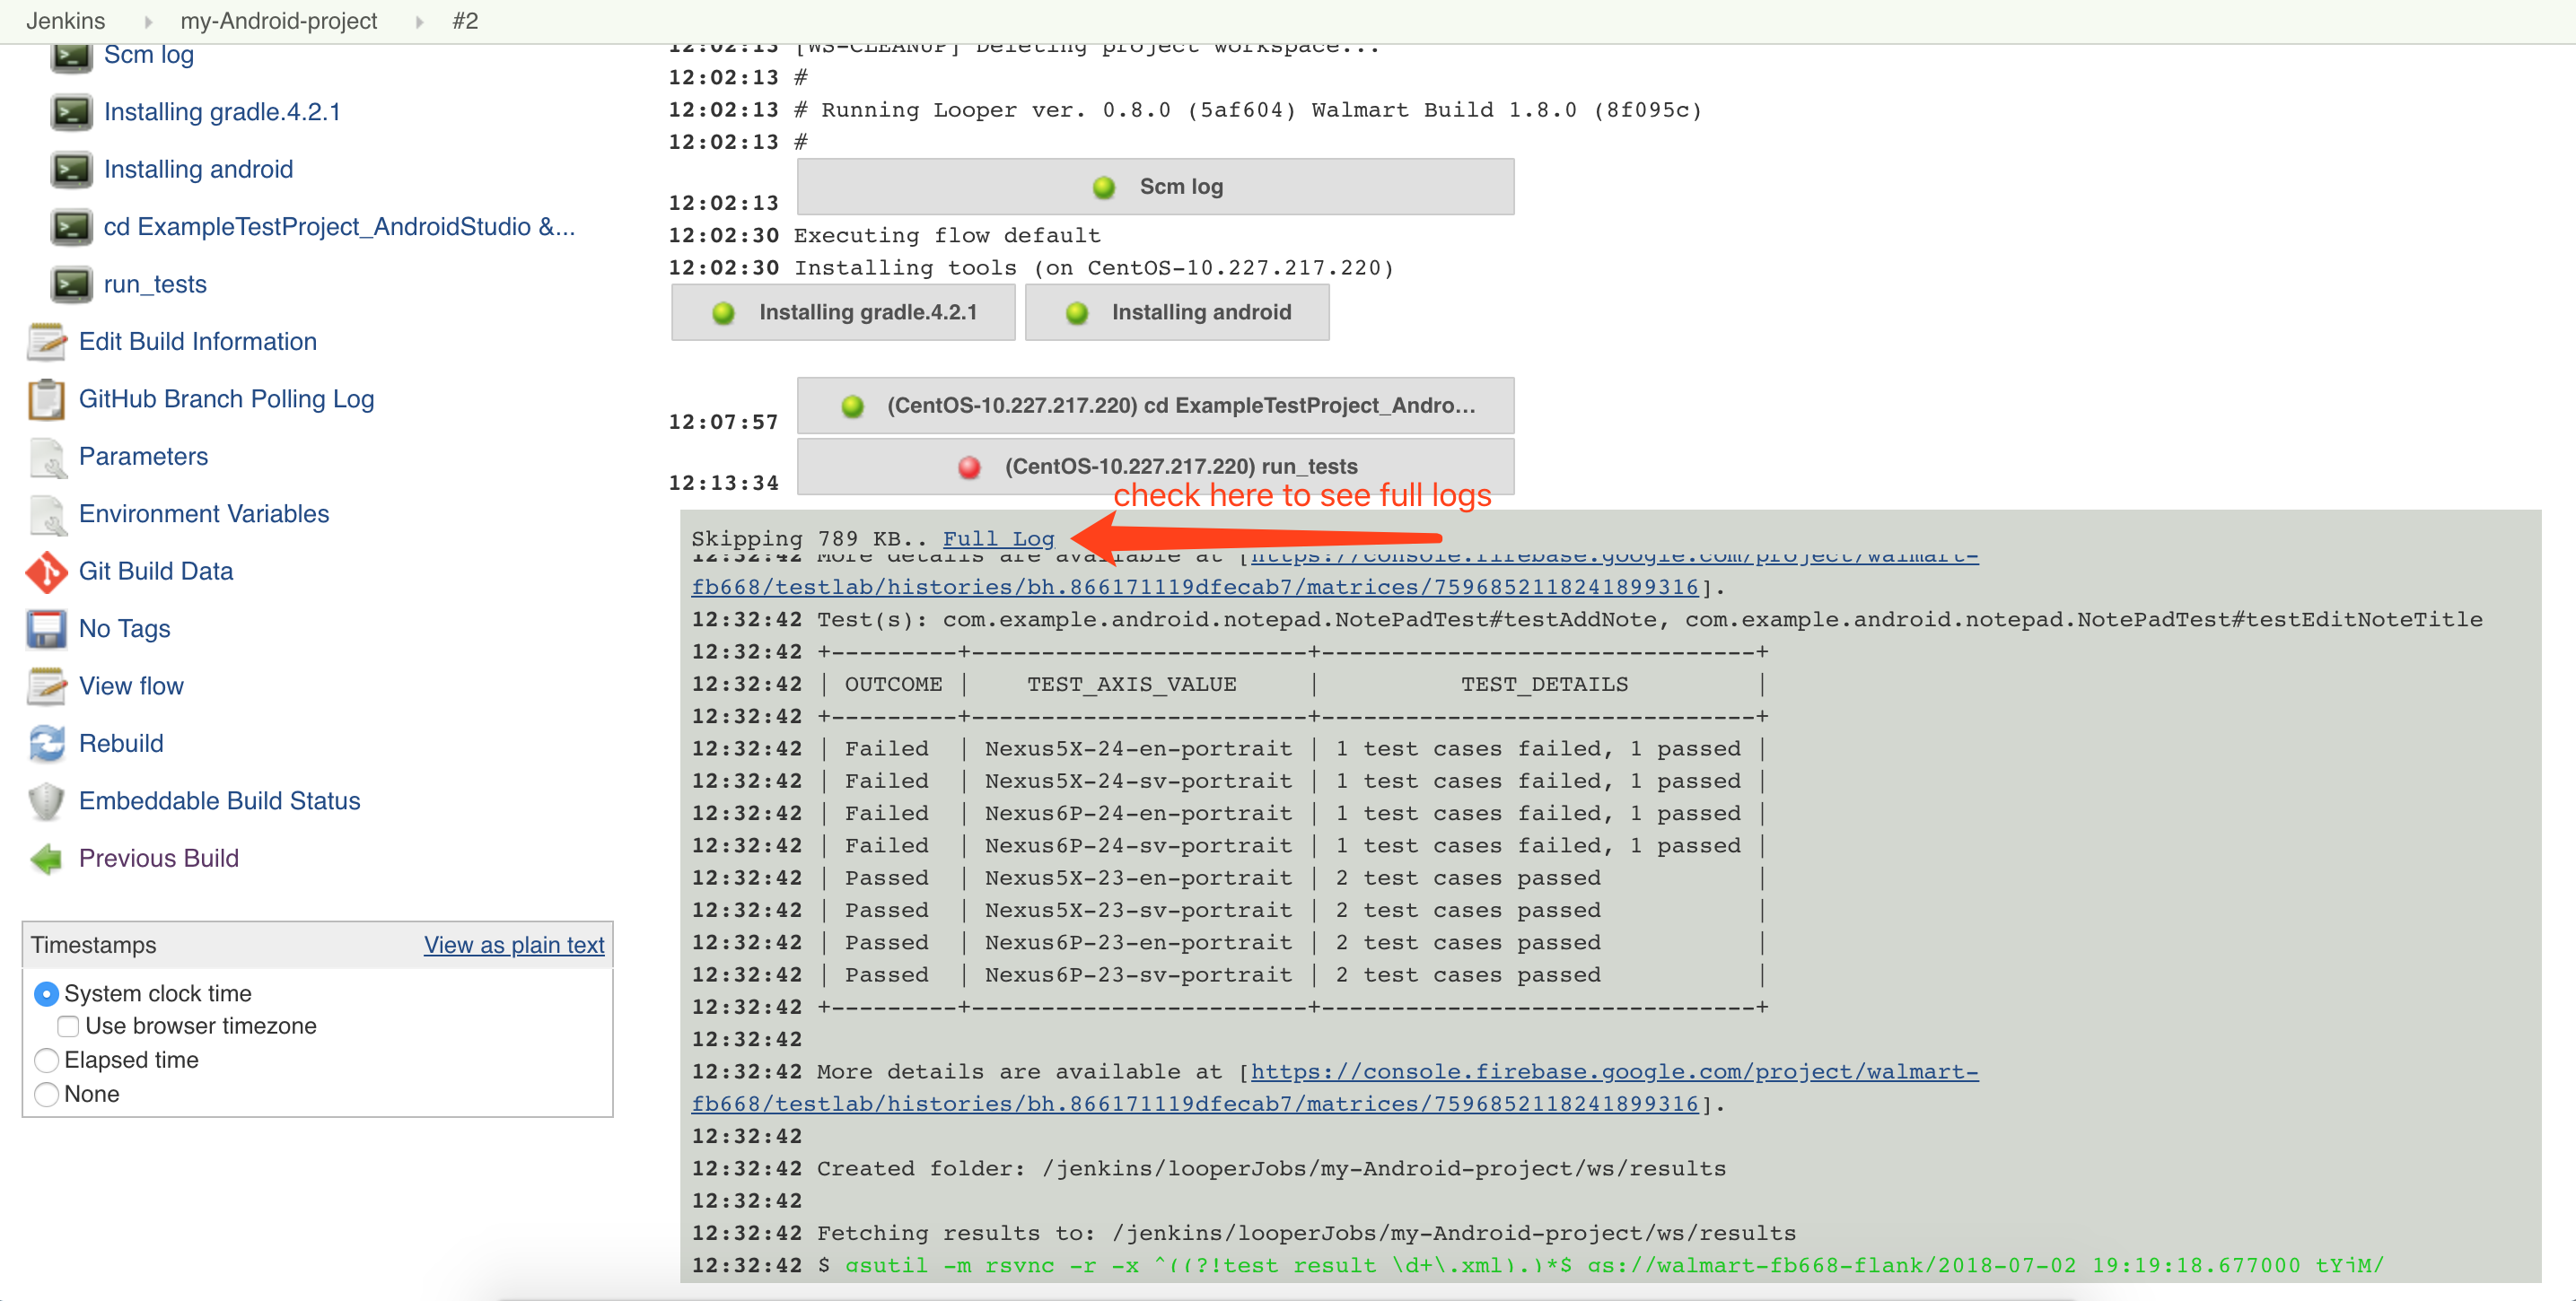 Jenkins my-Android-project #2
Scm log
Installing gradle.4.2.1
Installing android
cd ExampleTestProject_AndroidStudio &...
run_tests
Edit Build Information
GitHub Branch Polling Log
Parameters
Environment Variables
Git Build Data
No Tags
View flow
Rebuild
Embeddable Build Status
Previous Build
Timestamps View as plain text
System clock time
Use browser timezone
Elapsed time
None
12:02:13 [WS-CLEANUP] Deleting project workspace...
12:02:13 #
12:02:13 # Running Looper ver. 0.8.0 (5af604) Walmart Build 1.8.0 (8f095c)
12:02:13 #
12:02:13 Scm log
12:02:30 Executing flow default
12:02:30 Installing tools (on CentOS-10.227.217.220)
Installing gradle.4.2.1 Installing android
12:07:57 (CentOS-10.227.217.220) cd ExampleTestProject_Andro...
12:13:34 (CentOS-10.227.217.220) run_tests
check here to see full logs
Skipping 789 KB.. Full Log
12:32:42 More details are available at [https://console.firebase.google.com/project/walmart-
fb668/testlab/histories/bh.866171119dfecab7/matrices/7596852118241899316].
12:32:42 Test(s): com.example.android.notepad.NotePadTest#testAddNote, com.example.android.notepad.NotePadTest#testEditNoteTitle
12:32:42 +---------+------------------------+-------------------------------+
12:32:42 | OUTCOME | TEST_AXIS_VALUE | TEST_DETAILS |
12:32:42 +---------+------------------------+-------------------------------+
12:32:42 | Failed | Nexus5X-24-en-portrait | 1 test cases failed, 1 passed |
12:32:42 | Failed | Nexus5X-24-sv-portrait | 1 test cases failed, 1 passed |
12:32:42 | Failed | Nexus6P-24-en-portrait | 1 test cases failed, 1 passed |
12:32:42 | Failed | Nexus6P-24-sv-portrait | 1 test cases failed, 1 passed |
12:32:42 | Passed | Nexus5X-23-en-portrait | 2 test cases passed |
12:32:42 | Passed | Nexus5X-23-sv-portrait | 2 test cases passed |
12:32:42 | Passed | Nexus6P-23-en-portrait | 2 test cases passed |
12:32:42 | Passed | Nexus6P-23-sv-portrait | 2 test cases passed |
12:32:42 +---------+------------------------+-------------------------------+
12:32:42
12:32:42 More details are available at [https://console.firebase.google.com/project/walmart-
fb668/testlab/histories/bh.866171119dfecab7/matrices/7596852118241899316].
12:32:42
12:32:42 Created folder: /jenkins/looperJobs/my-Android-project/ws/results
12:32:42
12:32:42 Fetching results to: /jenkins/looperJobs/my-Android-project/ws/results
12:32:42 $ gsutil -m rsync -r -x ^((?!test_result_\d+\.xml).)*$ gs://walmart-fb668-flank/2018-07-02_19:19:18.677000_tYjM/